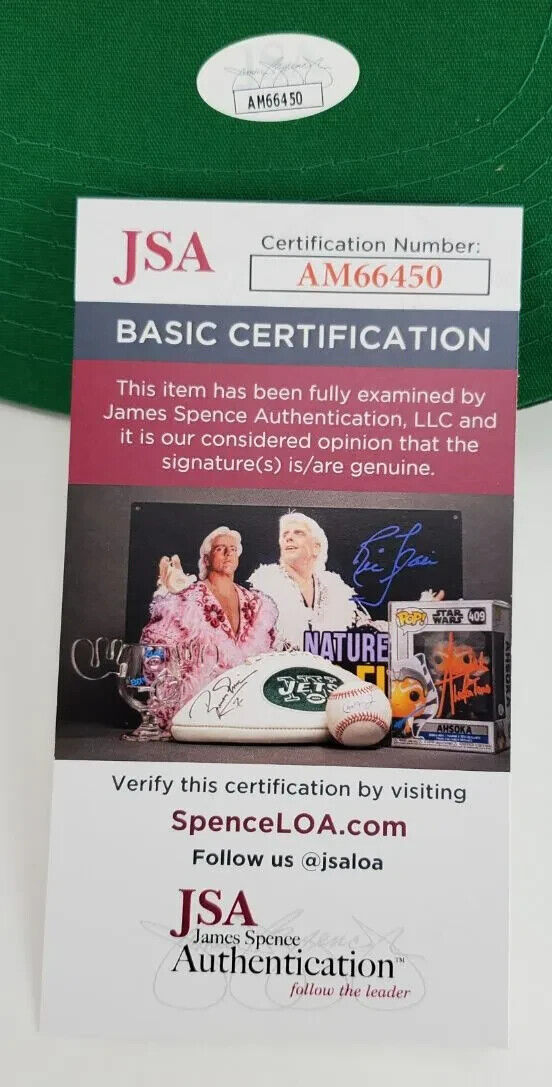 AM66450
JSA
Certification Number:
AM66450
BASIC CERTIFICATION
This item has been fully examined by
James Spence Authentication, LLC and
it is our considered opinion that the
signature(s) is/are genuine.
NATURE
JETS
POP!
STAR
WARS
409
AHSOKA
Verify this certification by visiting
SpenceLOA.com
Follow us @jsaloa
JSA
James Spence
Authentication™
follow the leader